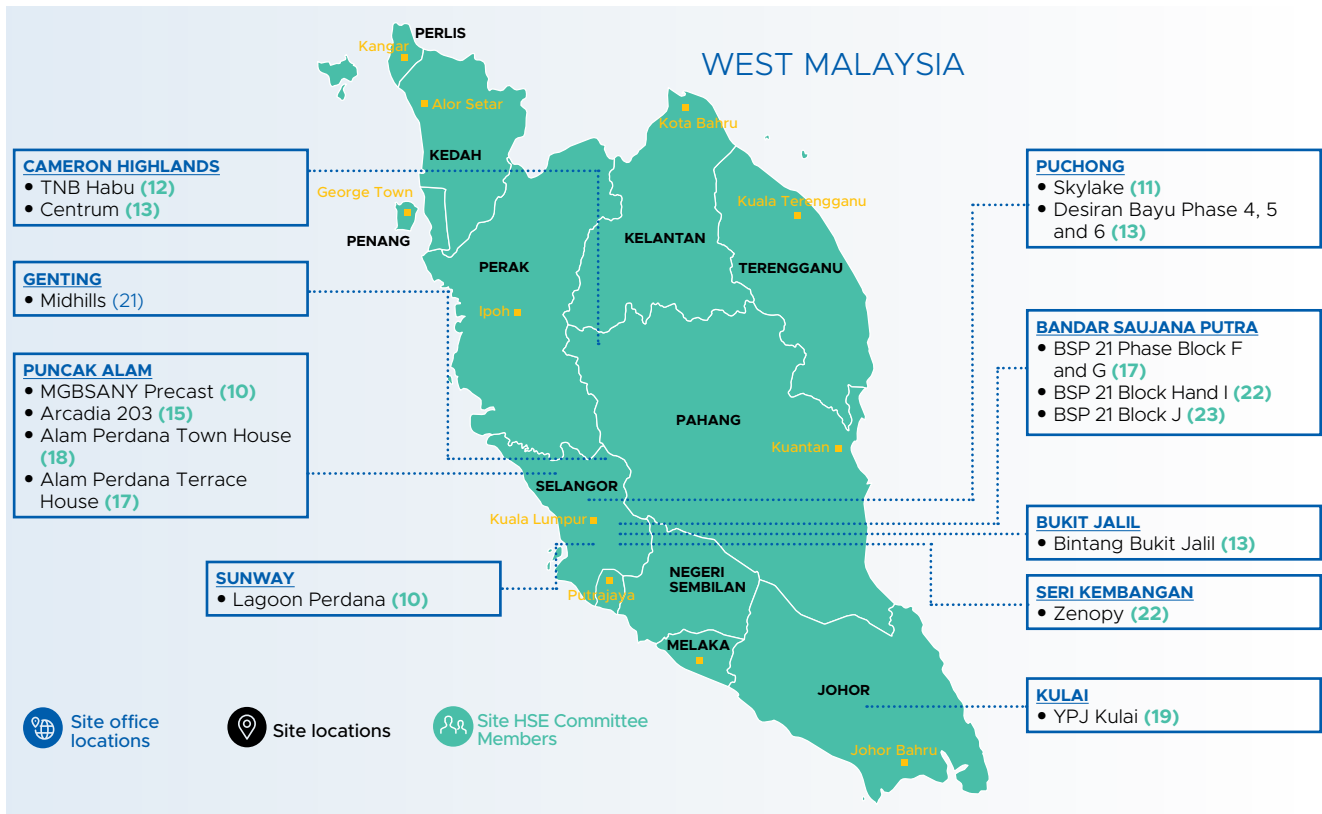 WEST MALAYSIA
PERLIS
Kangar
Alor Setar
KEDAH
George Town
PENANG
PERAK
Ipoh
Kota Bahru
KELANTAN
Kuala Terengganu
TERENGGANU
PAHANG
Kuantan
SELANGOR
Kuala Lumpur
Putrajaya
NEGERI
SEMBILAN
MELAKA
JOHOR
Johor Bahru
CAMERON HIGHLANDS
• TNB Habu (12)
• Centrum (13)
GENTING
• Midhills (21)
PUNCAK ALAM
• MGBSANY Precast (10)
• Arcadia 203 (15)
• Alam Perdana Town House
(18)
• Alam Perdana Terrace
House (17)
SUNWAY
• Lagoon Perdana (10)
PUCHONG
• Skylake (11)
• Desiran Bayu Phase 4, 5
and 6 (13)
BANDAR SAUJANA PUTRA
• BSP 21 Phase Block F
and G (17)
• BSP 21 Block Hand I (22)
• BSP 21 Block J (23)
BUKIT JALIL
• Bintang Bukit Jalil (13)
SERI KEMBANGAN
• Zenopy (22)
KULAI
• YPJ Kulai (19)
Site office
locations
Site locations
Site HSE Committee
Members